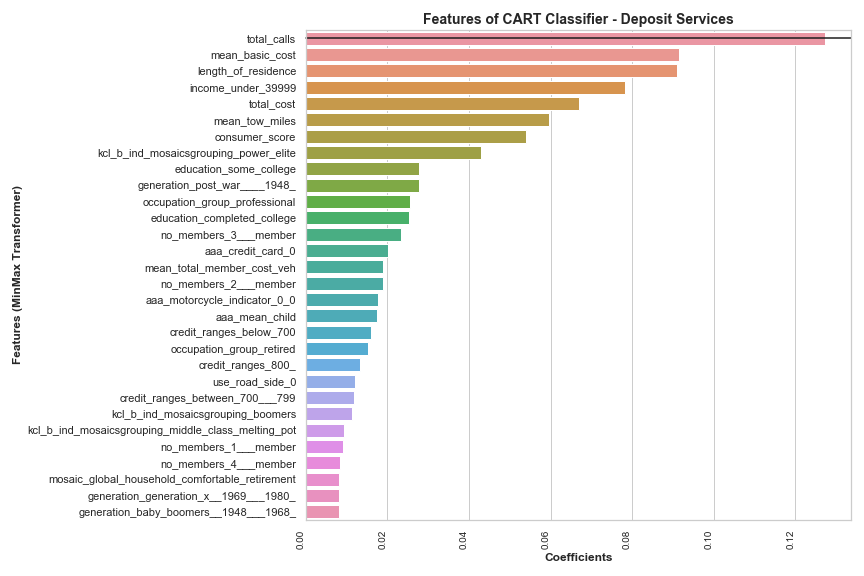 Features of CART Classifier - Deposit Services
Features (MinMax Transformer)
total_calls
mean_basic_cost
length_of_residence
income_under_39999
total_cost
mean_tow_miles
consumer_score
kcl_b_ind_mosaicsgrouping_power_elite
education_some_college
generation_post_war____1948_
occupation_group_professional
education_completed_college
no_members_3___member
aaa_credit_card_0
mean_total_member_cost_veh
no_members_2___member
aaa_motorcycle_indicator_0_0
aaa_mean_child
credit_ranges_below_700
occupation_group_retired
credit_ranges_800_
use_road_side_0
credit_ranges_between_700___799
kcl_b_ind_mosaicsgrouping_boomers
kcl_b_ind_mosaicsgrouping_middle_class_melting_pot
no_members_1___member
no_members_4___member
mosaic_global_household_comfortable_retirement
generation_generation_x__1969___1980_
generation_baby_boomers__1948___1968_
0.00
0.02
0.04
0.06
0.08
0.10
0.12
Coefficients